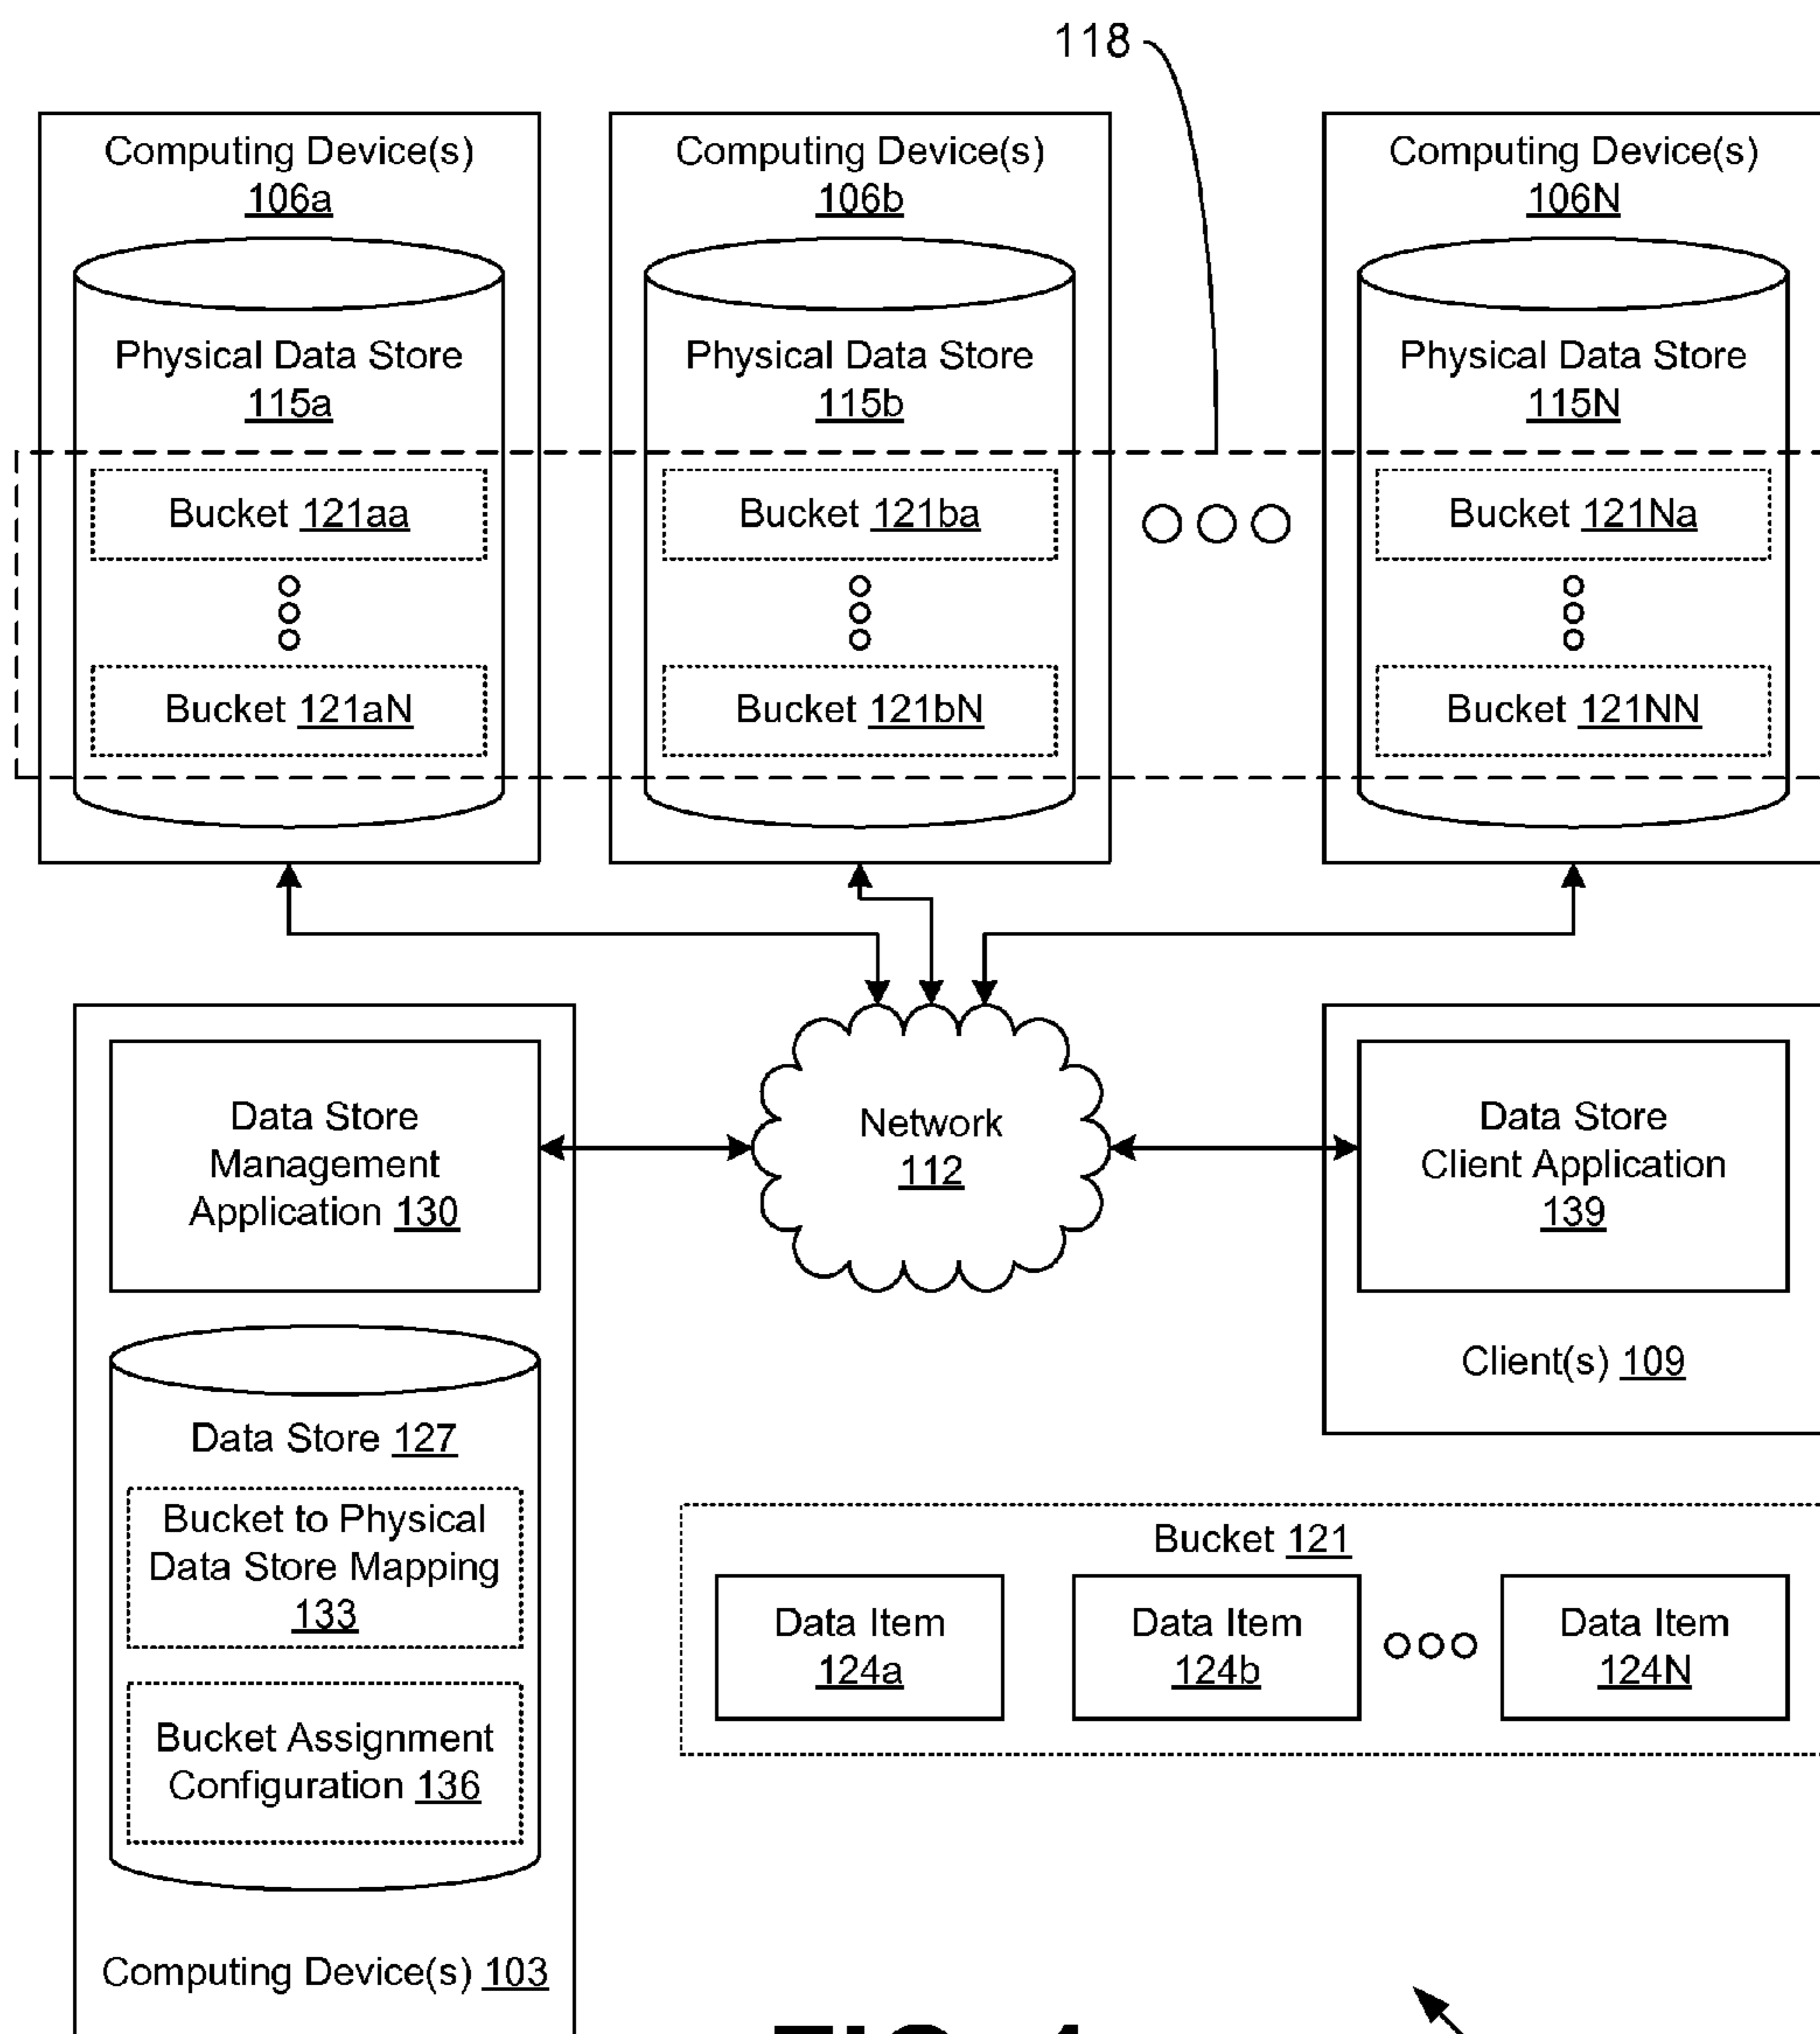 118
Computing Device(s)
106a
Physical Data Store
115a
Bucket 121aa
Bucket 121aN
Computing Device(s)
106b
Physical Data Store
115b
Bucket 121ba
Bucket 121bN
Computing Device(s)
106N
Physical Data Store
115N
Bucket 121Na
Bucket 121NN
Data Store
Management
Application 130
Network
112
Data Store
Client Application
139
Client(s) 109
Data Store 127
Bucket to Physical
Data Store Mapping
133
Bucket Assignment
Configuration 136
Computing Device(s) 103
Bucket 121
Data Item
124a
Data Item
124b
Data Item
124N